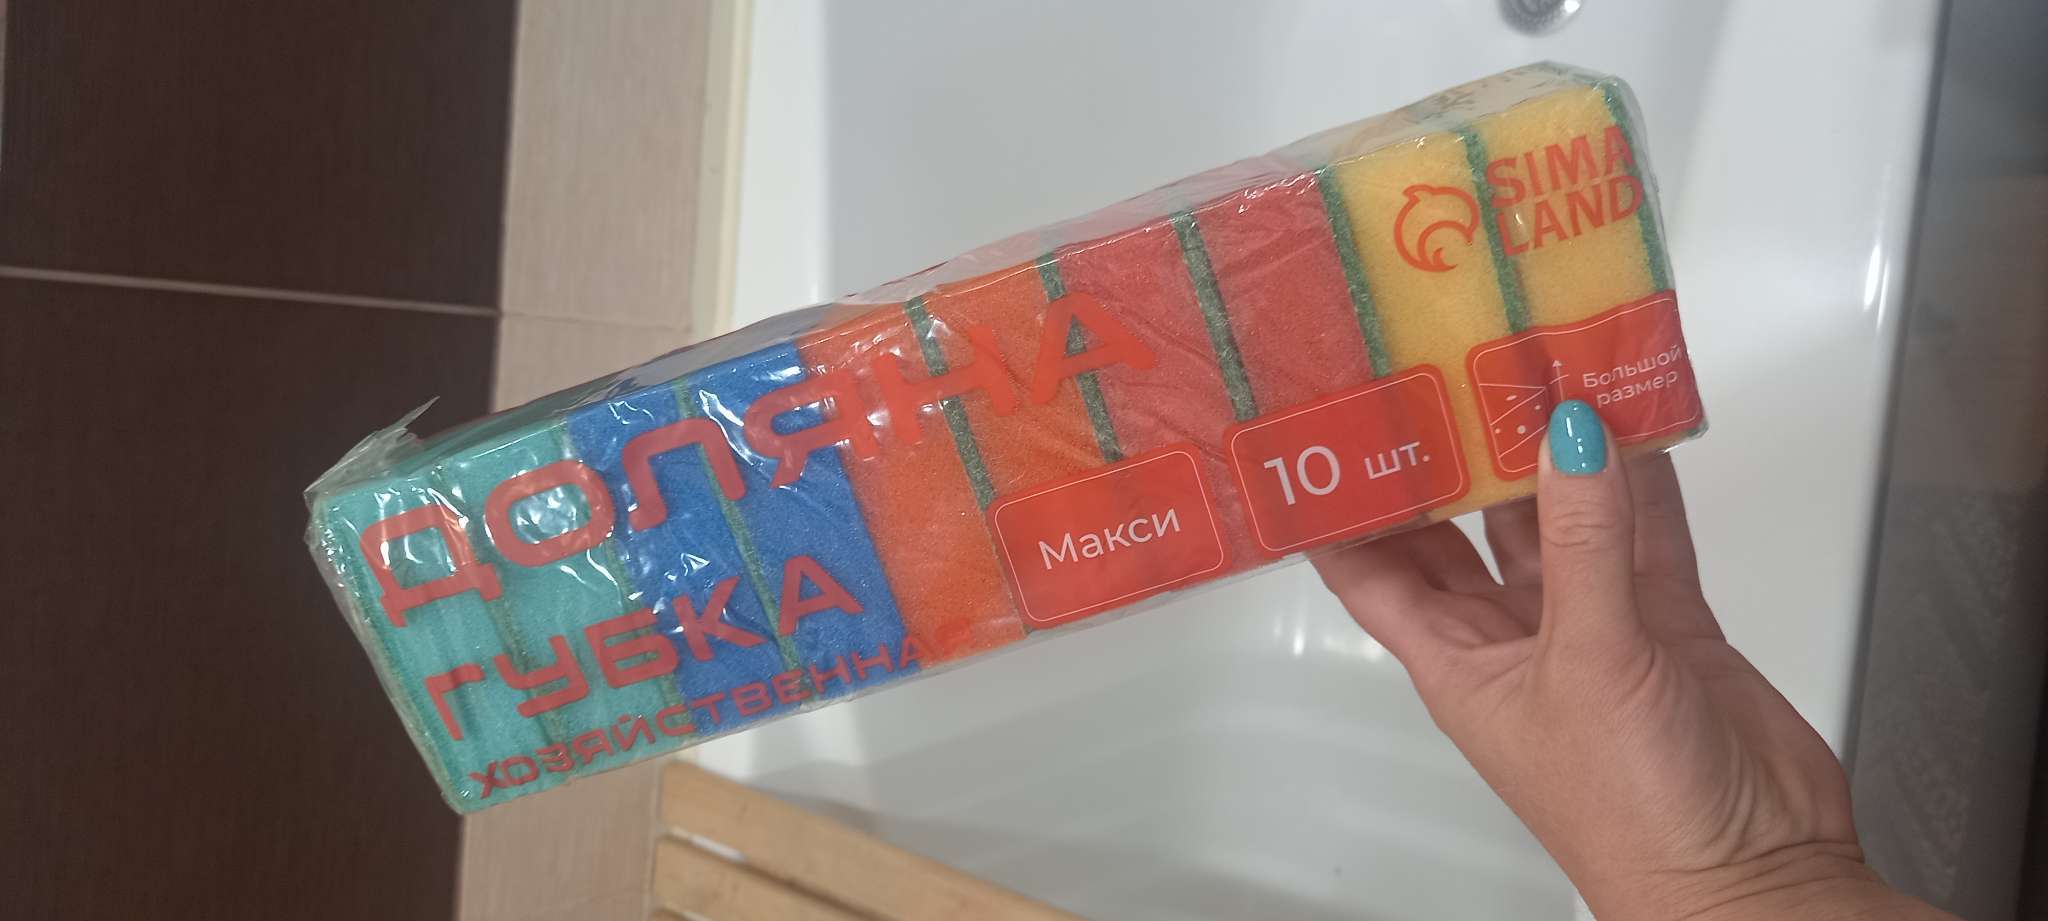 ДОЛЯНА
ГУБКА
ХОЗЯЙСТВЕННАЯ
Макси
10 шт.
Большой
размер
SIMA
LAND